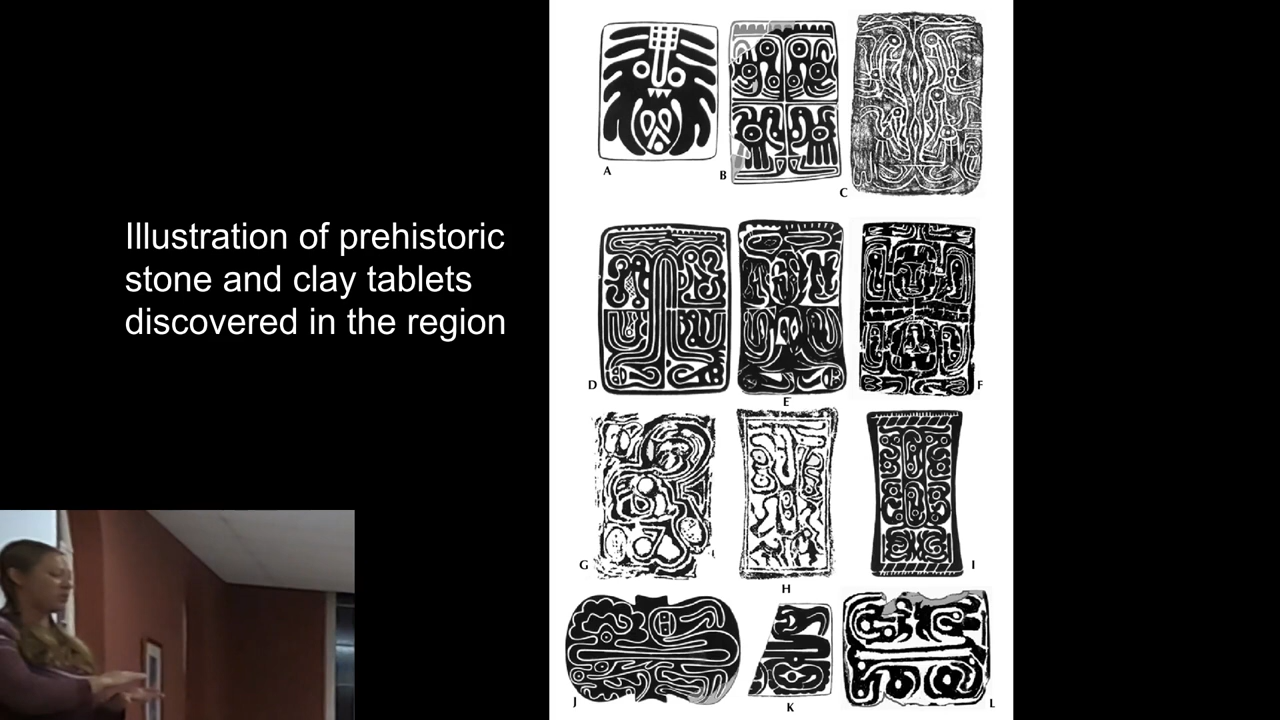 Illustration of prehistoric
stone and clay tablets
discovered in the region
A
B
C
D
E
F
G
H
I
J
K
L